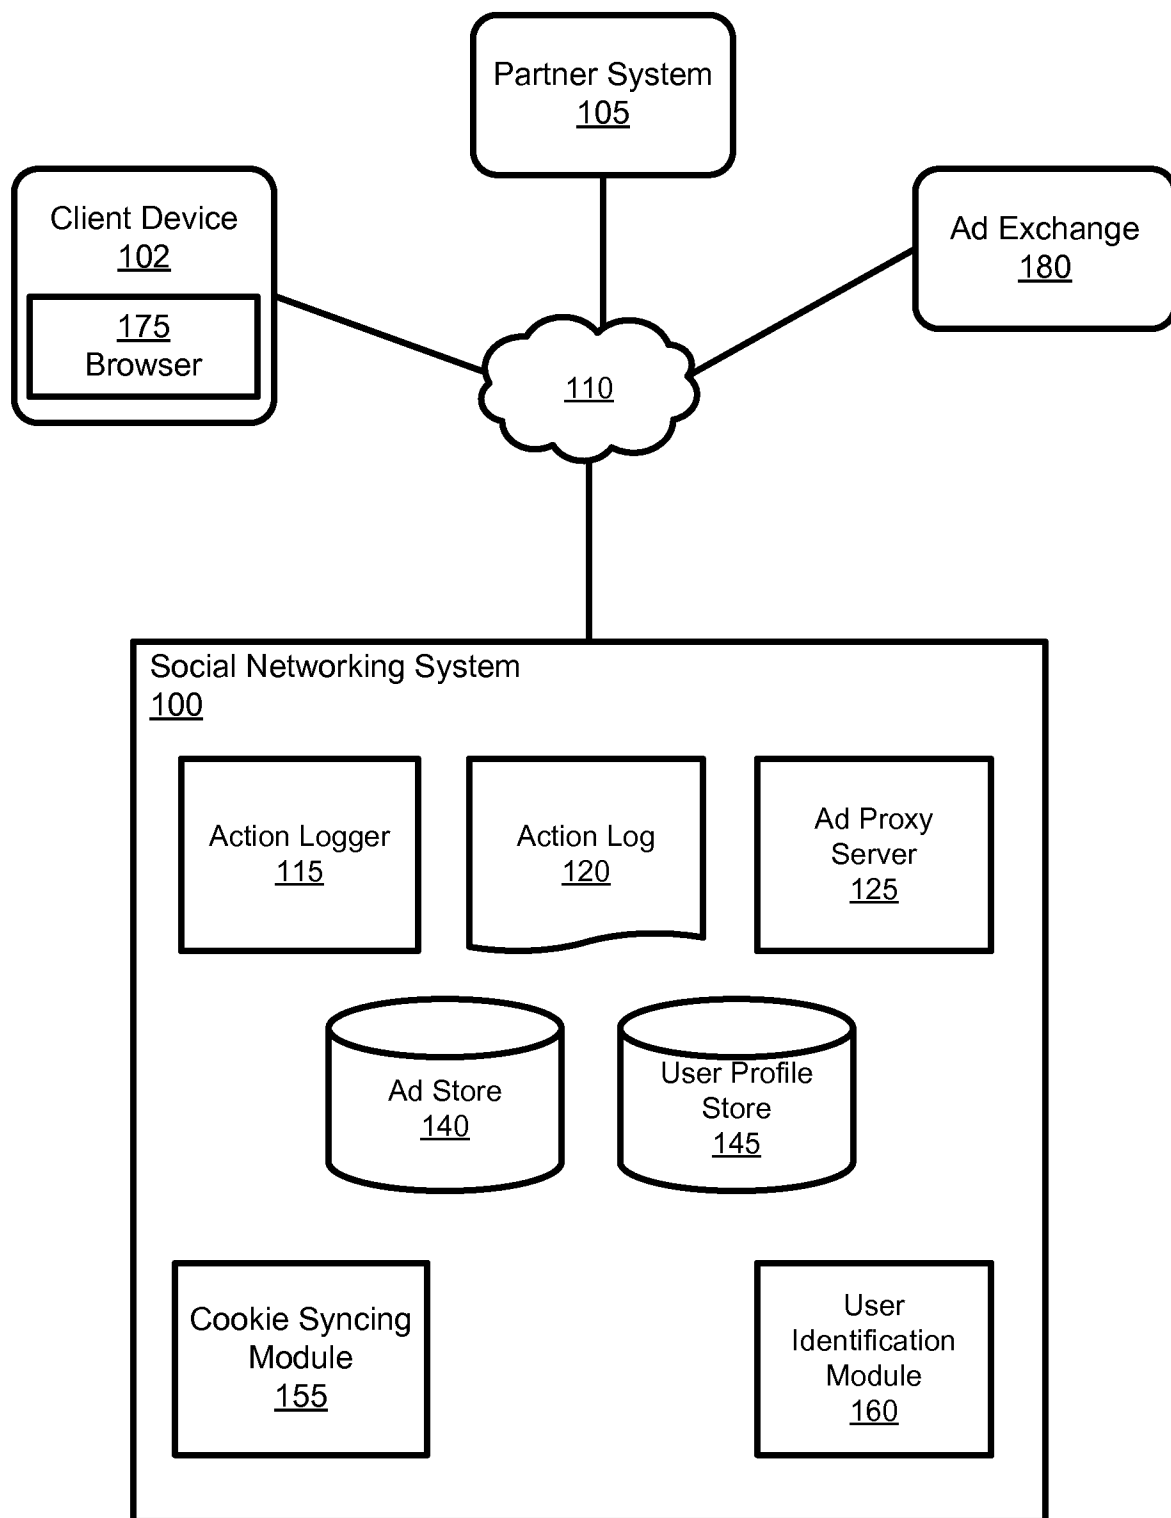 Partner System
105
Client Device
102
175
Browser
Ad Exchange
180
110
Social Networking System
100
Action Logger
115
Action Log
120
Ad Proxy
Server
125
Ad Store
140
User Profile
Store
145
Cookie Syncing
Module
155
User
Identification
Module
160